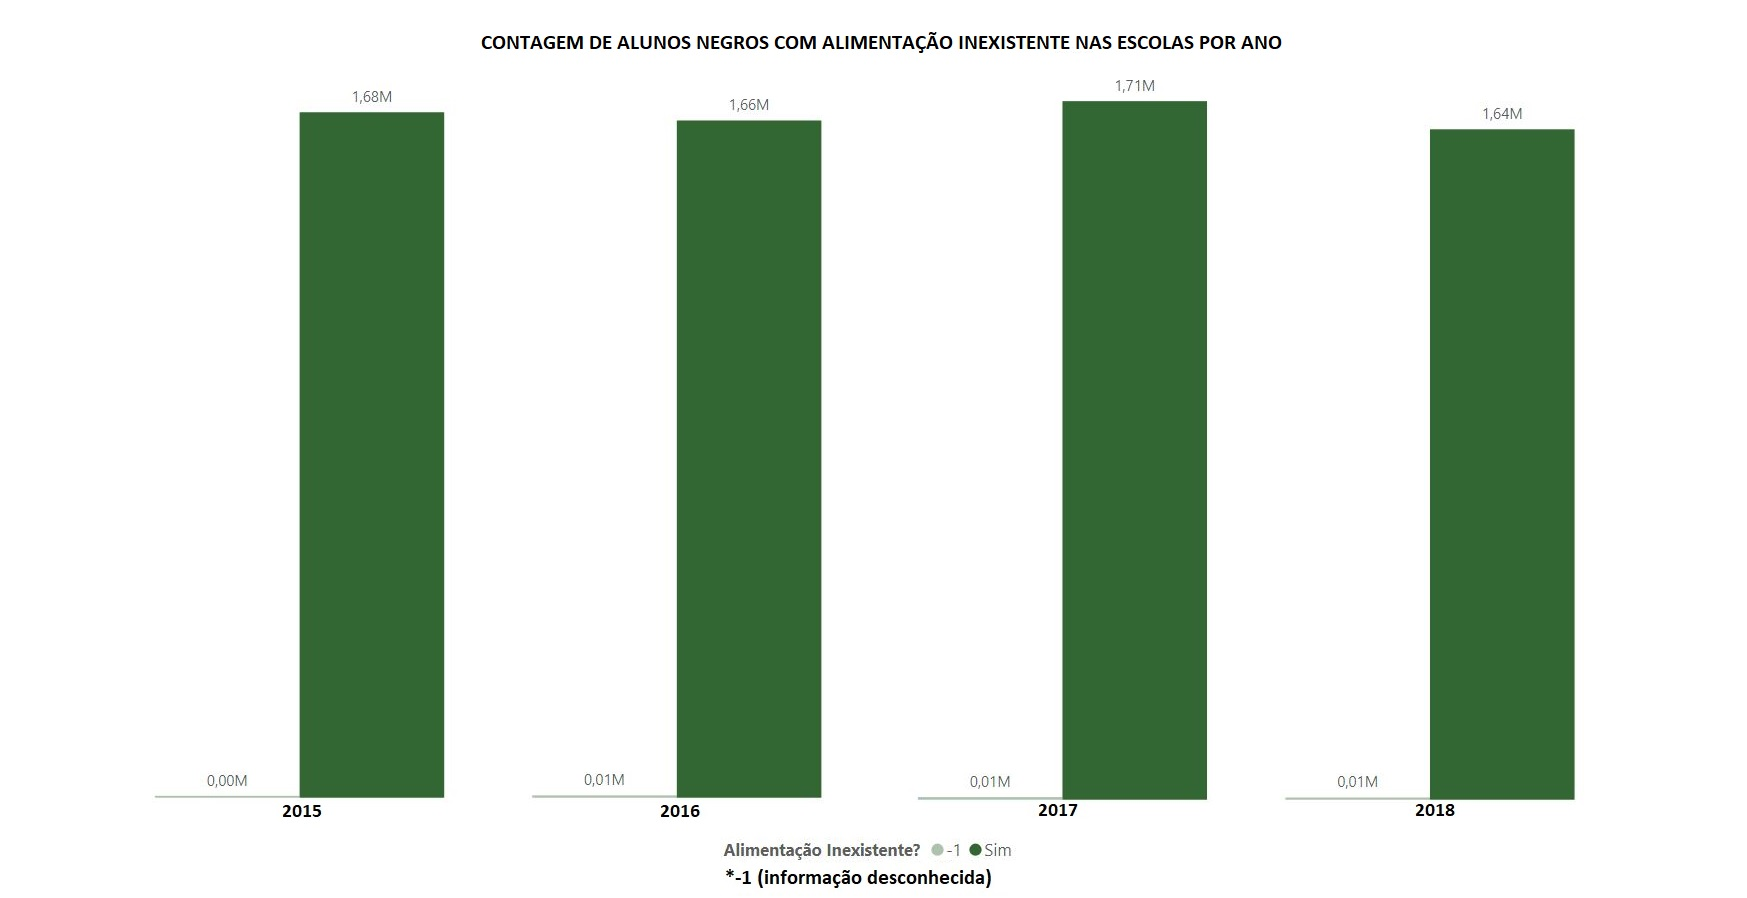 CONTAGEM DE ALUNOS NEGROS COM ALIMENTAÇÃO INEXISTENTE NAS ESCOLAS POR ANO
1,68M
1,66M
1,71M
1,64M
0,00M
0,01M
0,01M
0,01M
2015
2016
2017
2018
Alimentação Inexistente? -1 Sim
*-1 (informação desconhecida)